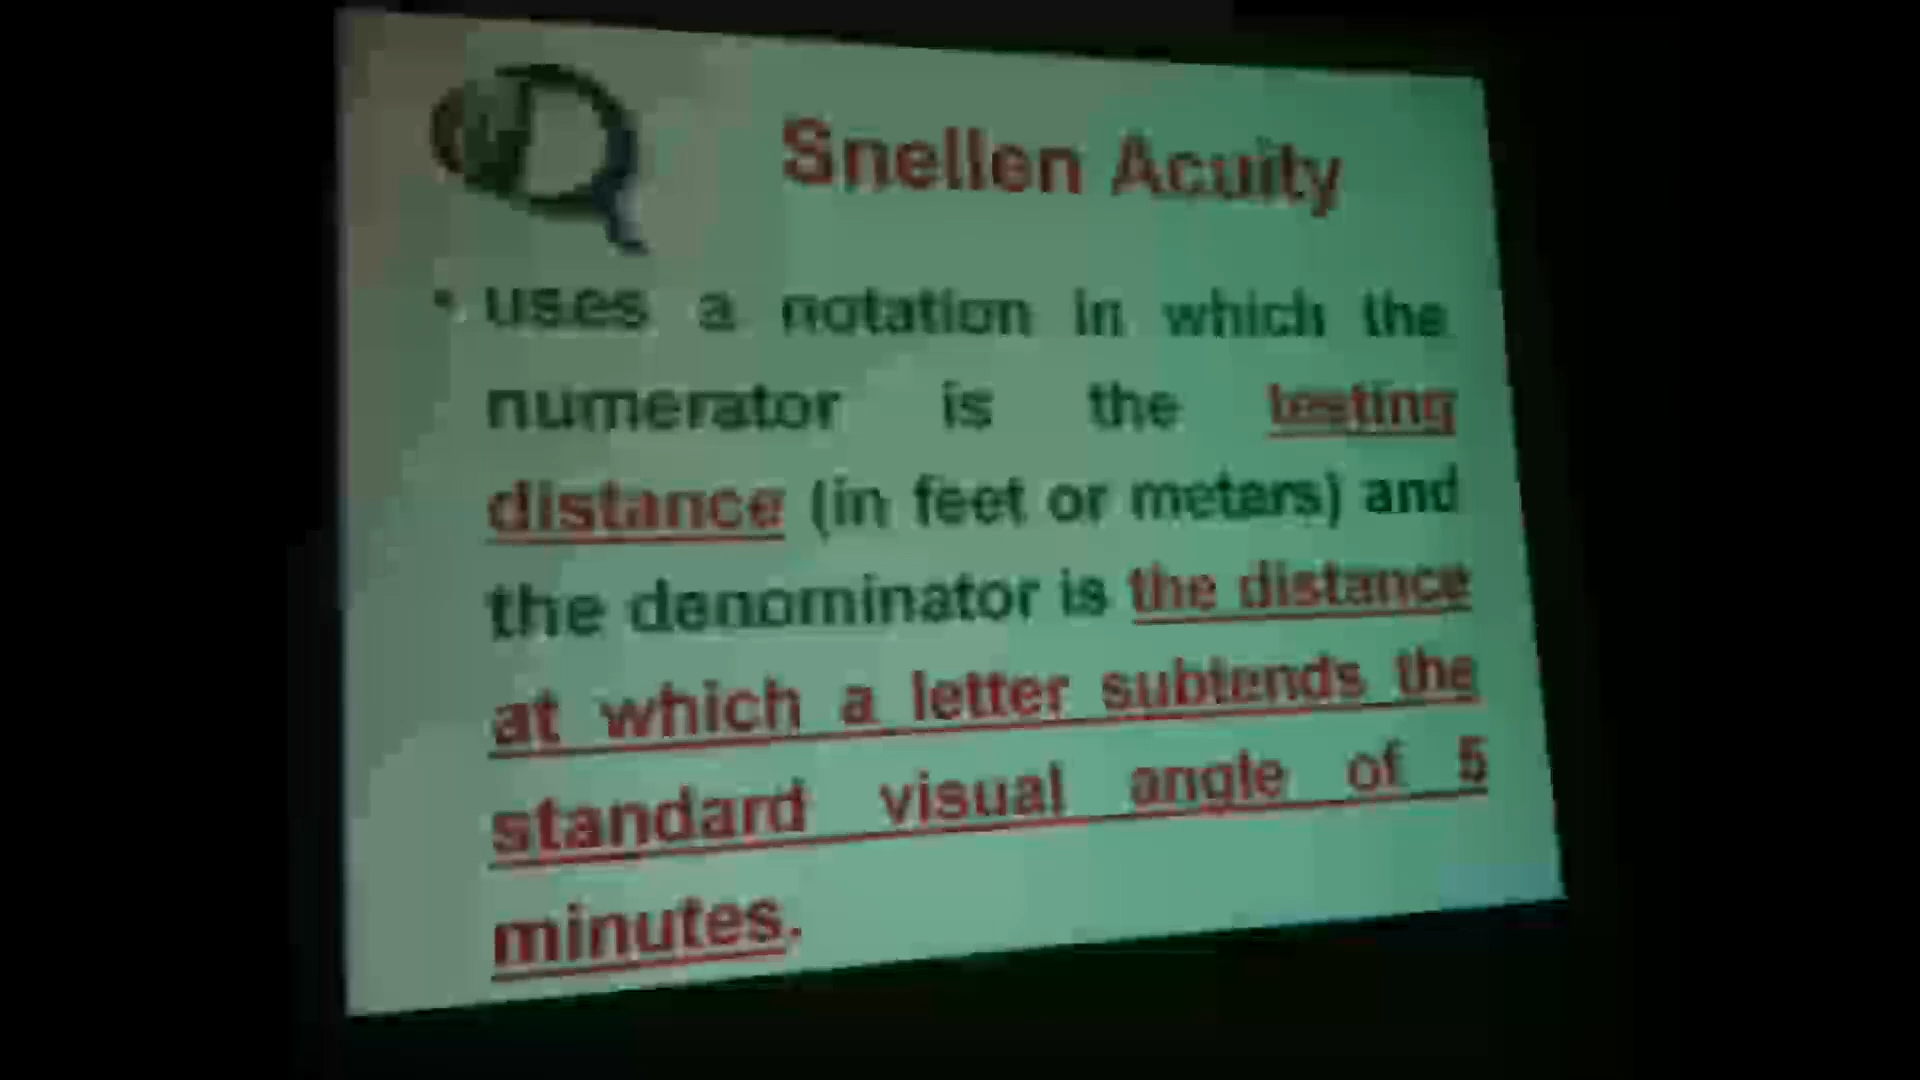 Snellen Acuity
• uses a notation in which the
numerator is the testing
distance (in feet or meters) and
the denominator is the distance
at which a letter subtends the
standard visual angle of 5
minutes.